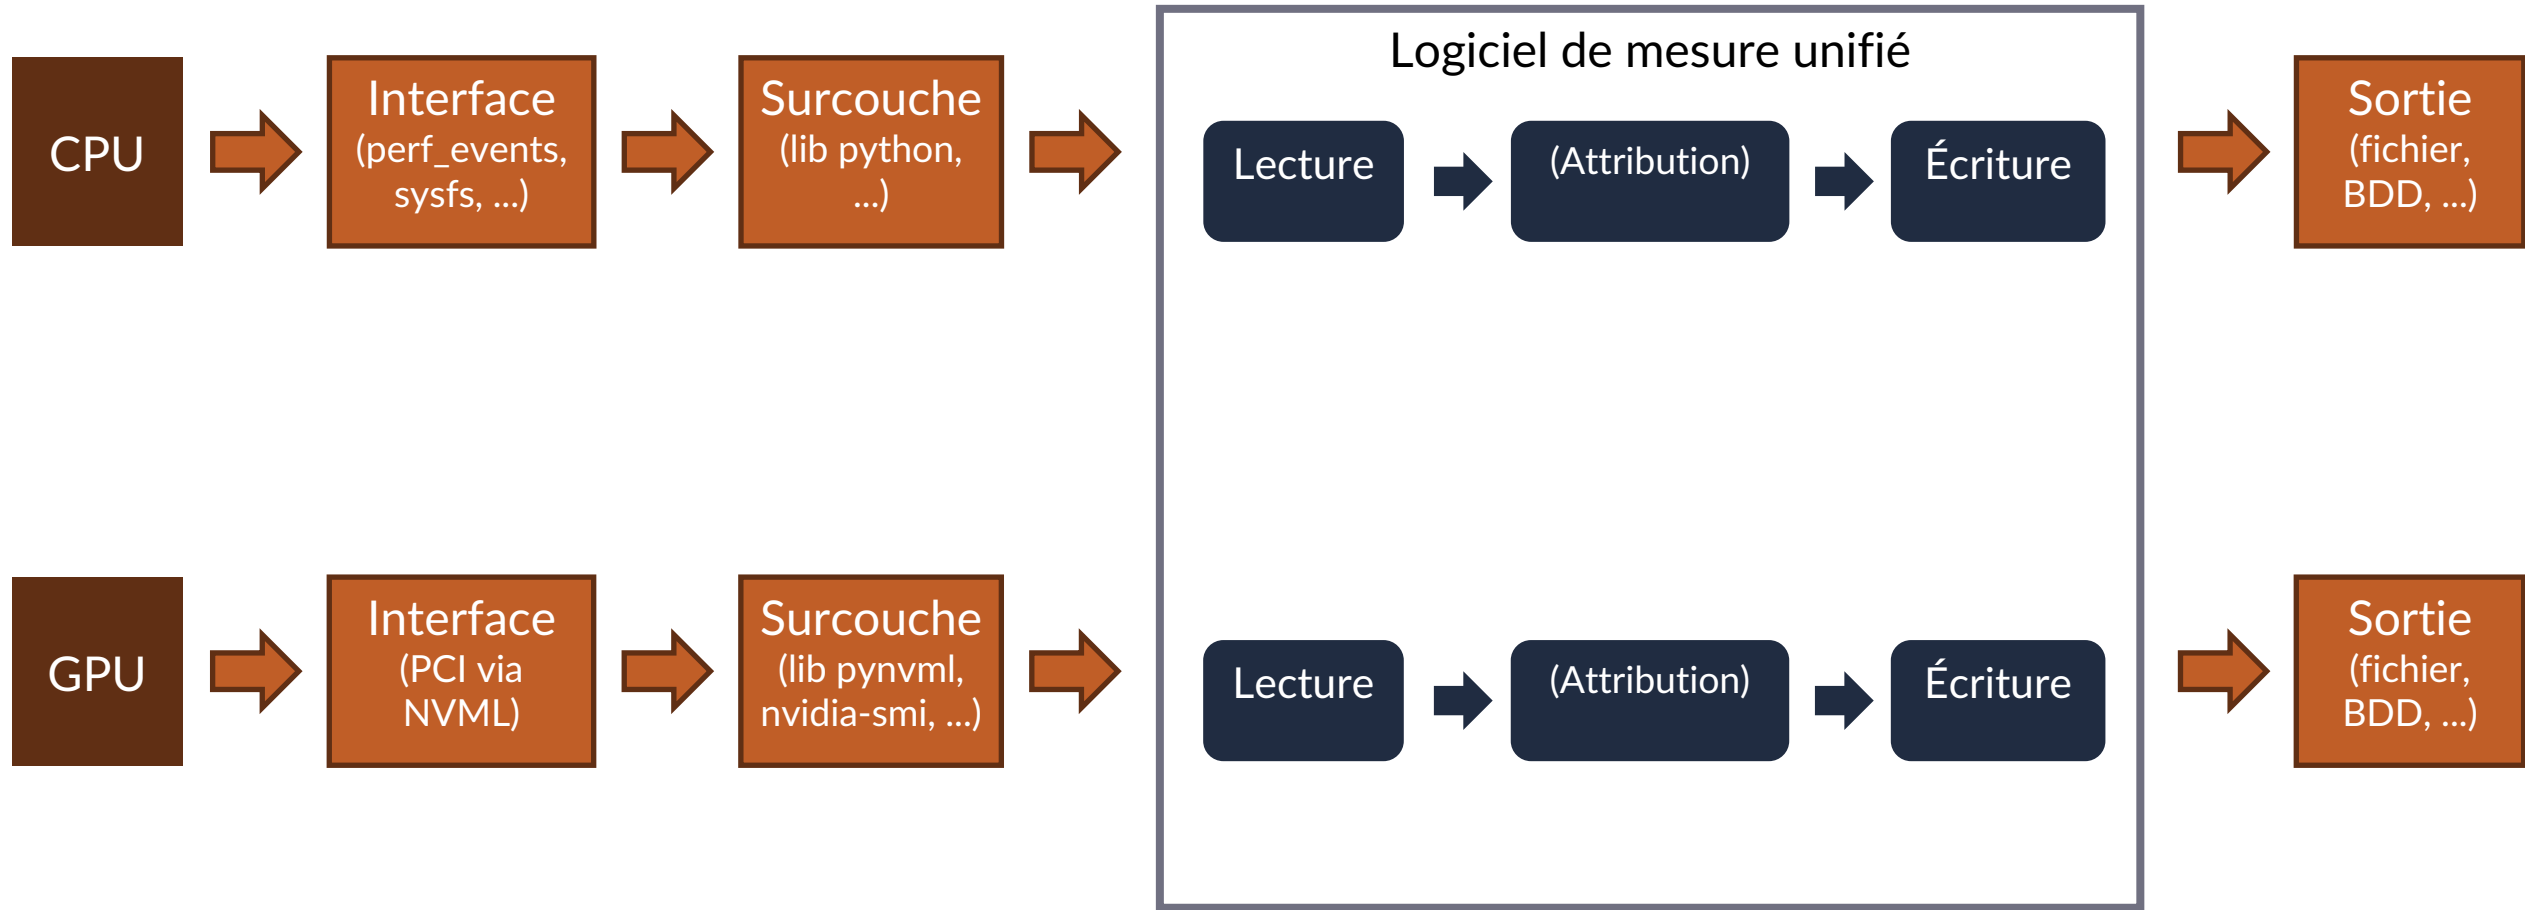 Logiciel de mesure unifié
CPU
Interface
(perf_events,
sysfs, ...)
Surcouche
(lib python,
...)
Lecture
(Attribution)
Écriture
Sortie
(fichier,
BDD, ...)
GPU
Interface
(PCI via
NVML)
Surcouche
(lib pynvml,
nvidia-smi, ...)
Lecture
(Attribution)
Écriture
Sortie
(fichier,
BDD, ...)